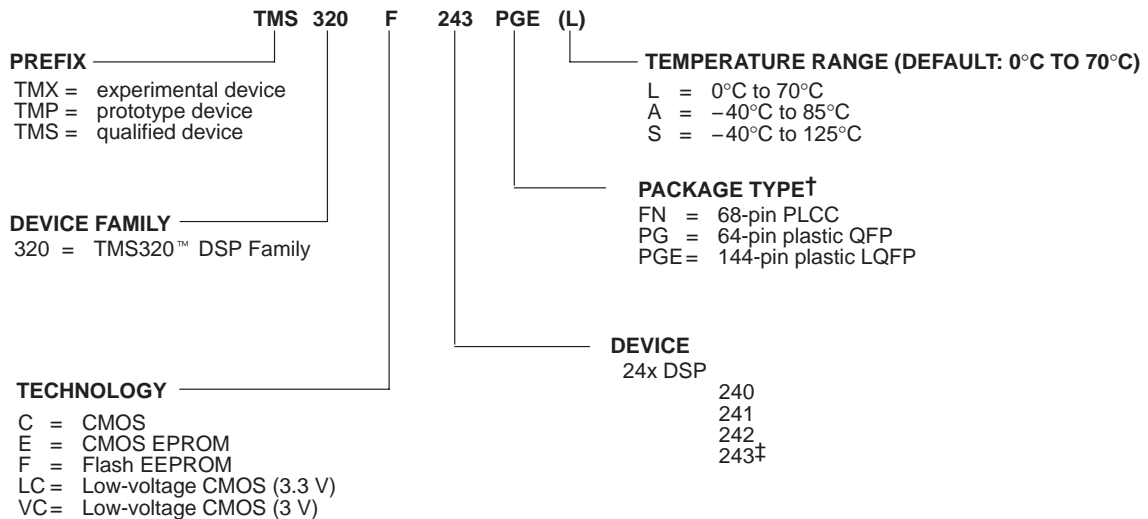 TMS 320 F 243 PGE (L)
PREFIX
TMX = experimental device
TMP = prototype device
TMS = qualified device
TEMPERATURE RANGE (DEFAULT: 0°C TO 70°C)
L = 0°C to 70°C
A = −40°C to 85°C
S = −40°C to 125°C
PACKAGE TYPE†
FN = 68-pin PLCC
PG = 64-pin plastic QFP
PGE = 144-pin plastic LQFP
DEVICE FAMILY
320 = TMS320™ DSP Family
DEVICE
24x DSP
240
241
242
243‡
TECHNOLOGY
C = CMOS
E = CMOS EPROM
F = Flash EEPROM
LC = Low-voltage CMOS (3.3 V)
VC = Low-voltage CMOS (3 V)